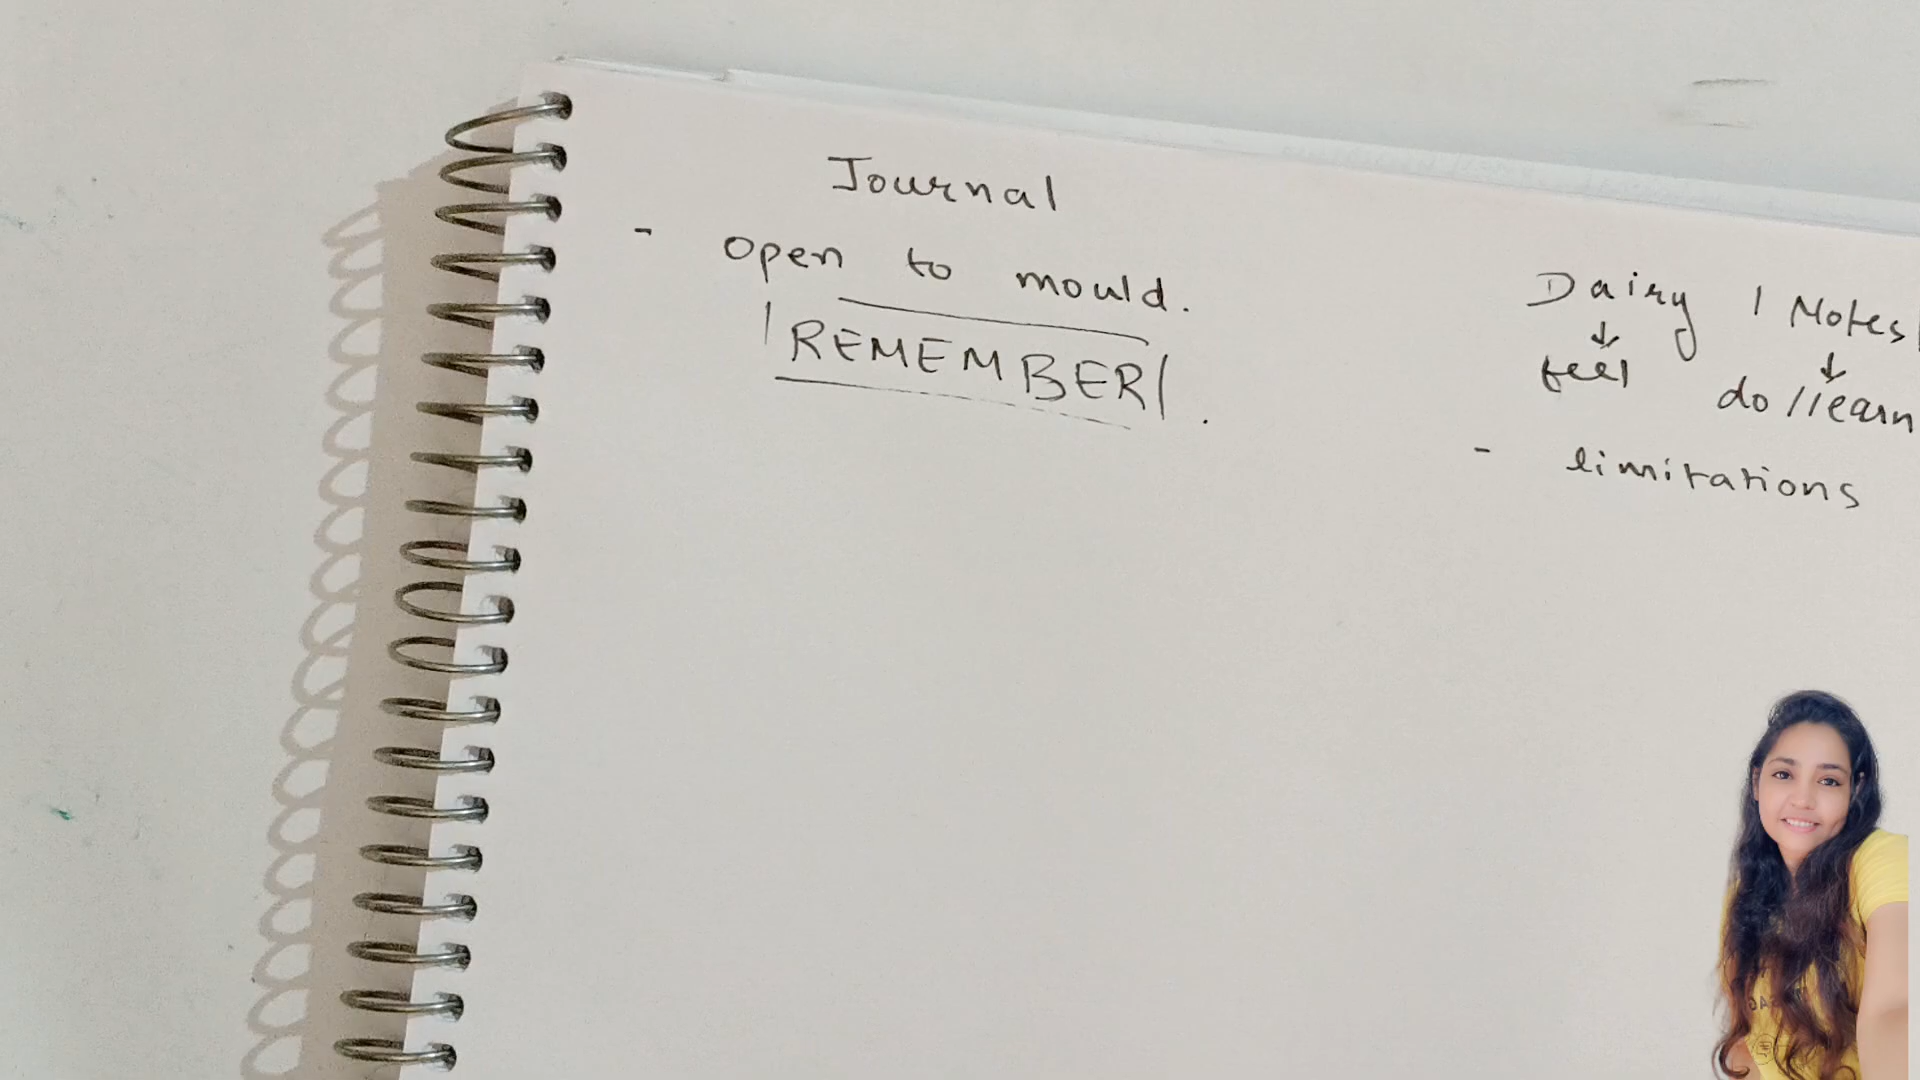 Journal
- open to mould.
REMEMBER
Dairy / Notes
↓ ↓
feel do / learn
- limitations